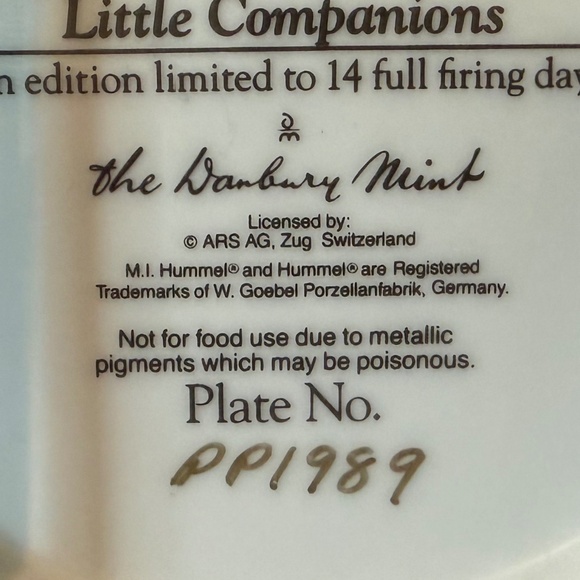 Little Companions
n edition limited to 14 full firing day
the Danbury Mint
Licensed by:
© ARS AG, Zug Switzerland
M.I. Hummel® and Hummel® are Registered
Trademarks of W. Goebel Porzellanfabrik, Germany.
Not for food use due to metallic
pigments which may be poisonous.
Plate No.
PP1989